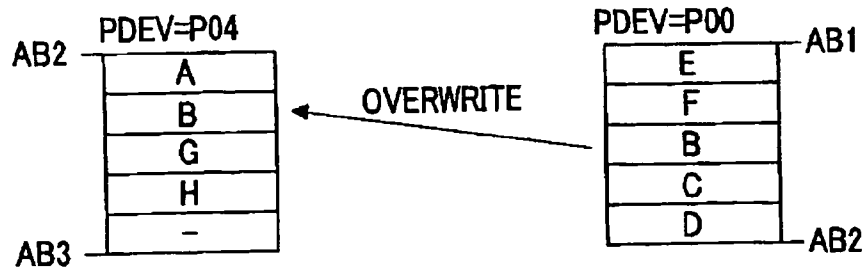 PDEV=P04
AB2
A
B
G
H
–
AB3
OVERWRITE
PDEV=P00
AB1
E
F
B
C
D
AB2